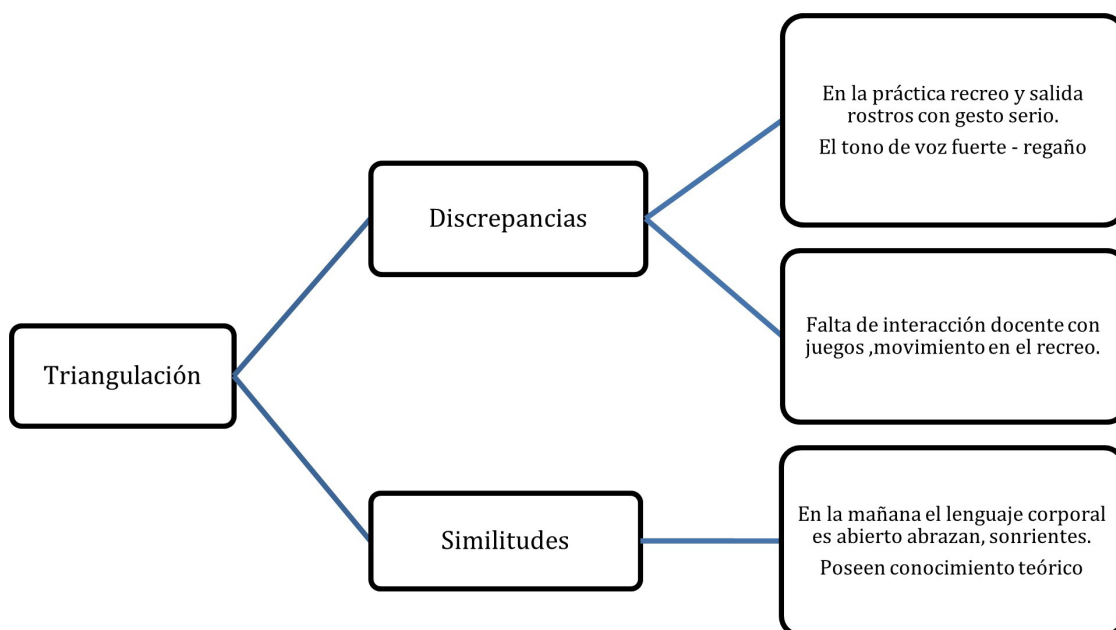 Triangulación
Discrepancias
En la práctica recreo y salida
rostros con gesto serio.
El tono de voz fuerte - regaño
Falta de interacción docente con
juegos ,movimiento en el recreo.
Similitudes
En la mañana el lenguaje corporal
es abierto abrazan, sonrientes.
Poseen conocimiento teórico